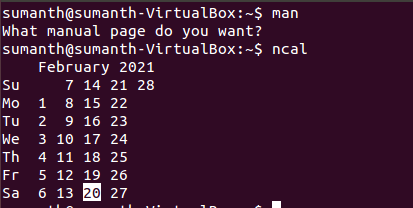 sumanth@sumanth-VirtualBox:~$ man
What manual page do you want?
sumanth@sumanth-VirtualBox:~$ ncal
    February 2021
Su     7 14 21 28
Mo  1  8 15 22
Tu  2  9 16 23
We  3 10 17 24
Th  4 11 18 25
Fr  5 12 19 26
Sa  6 13 20 27